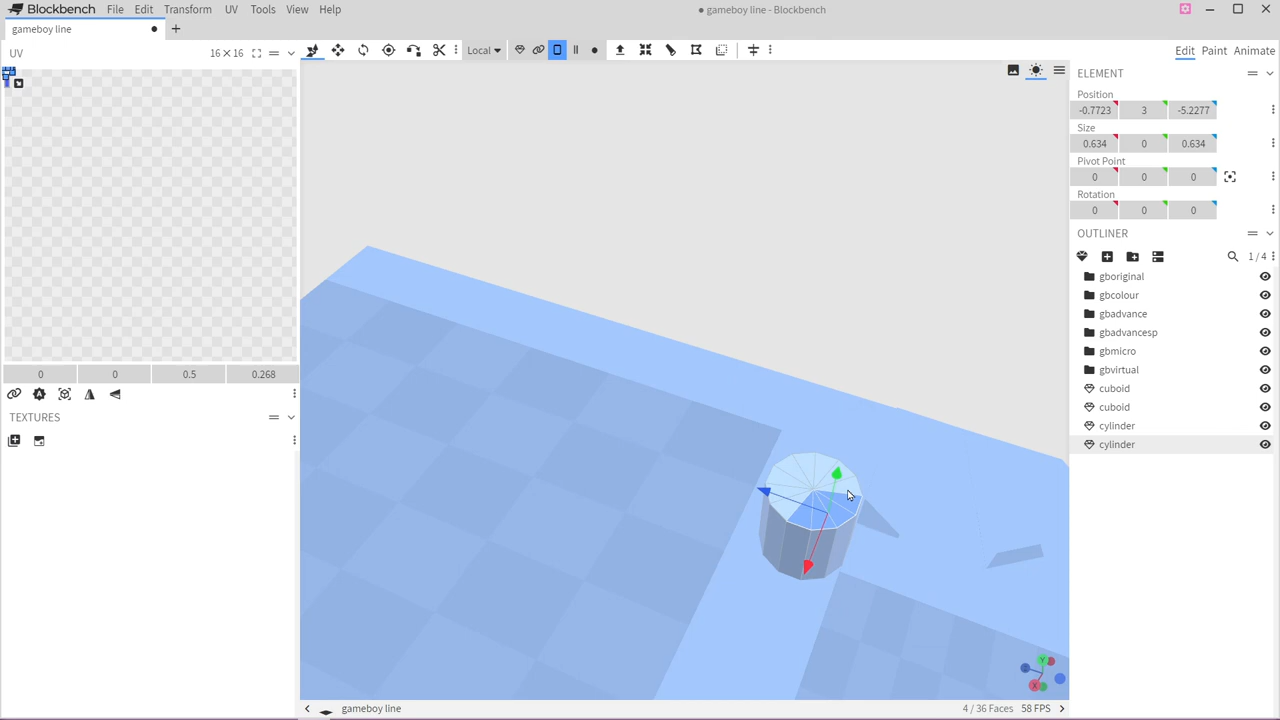 Blockbench File Edit Transform UV Tools View Help
● gameboy line - Blockbench
gameboy line ● +
UV 16 × 16
Local
Edit Paint Animate
ELEMENT
Position
-0.7723 3 -5.2277
Size
0.634 0 0.634
Pivot Point
0 0 0
Rotation
0 0 0
OUTLINER
1 / 4
gboriginal
gbcolour
gbadvance
gbadvancesp
gbmicro
gbvirtual
cuboid
cuboid
cylinder
cylinder
0 0 0.5 0.268
TEXTURES
Y
X
gameboy line 4 / 36 Faces 58 FPS